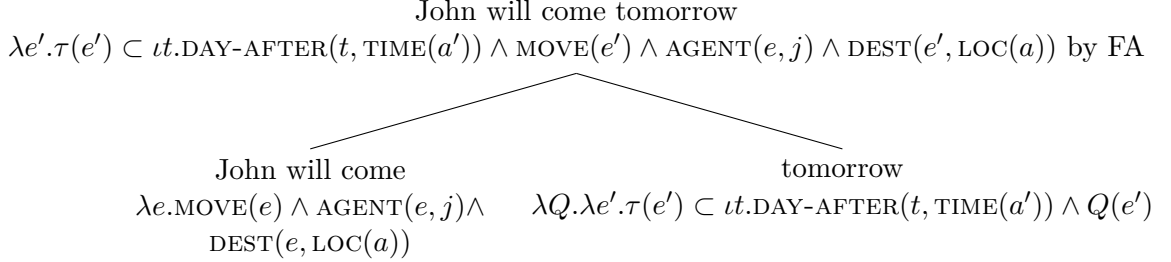 John will come tomorrow
λe′.τ(e′) ⊂ ιt.DAY-AFTER(t, TIME(a′)) ∧ MOVE(e′) ∧ AGENT(e, j) ∧ DEST(e′, LOC(a)) by FA
John will come
tomorrow
λe.MOVE(e) ∧ AGENT(e, j)∧
λQ.λe′.τ(e′) ⊂ ιt.DAY-AFTER(t, TIME(a′)) ∧ Q(e′)
DEST(e, LOC(a))